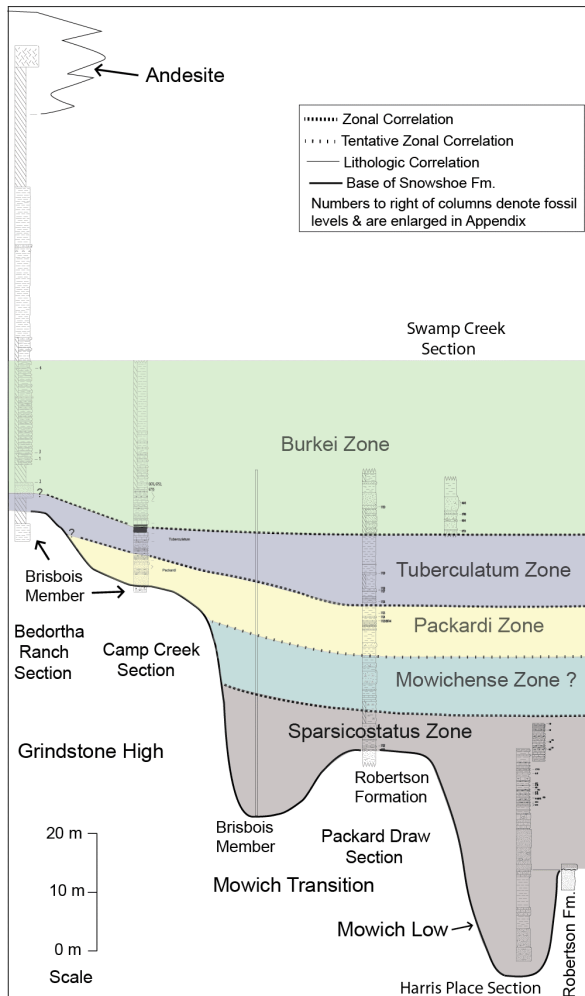 Andesite
Zonal Correlation
Tentative Zonal Correlation
Lithologic Correlation
Base of Snowshoe Fm.
Numbers to right of columns denote fossil
levels & are enlarged in Appendix
Swamp Creek
Section
Burkei Zone
?
?
Tuberculatum
Packardi
Tuberculatum Zone
Packardi Zone
Mowichense Zone ?
Sparsicostatus Zone
Brisbois
Member
Bedortha
Ranch
Section
Camp Creek
Section
Grindstone High
Robertson
Formation
Brisbois
Member
Packard Draw
Section
Mowich Transition
Mowich Low
Harris Place Section
Robertson Fm.
20 m
10 m
0 m
Scale